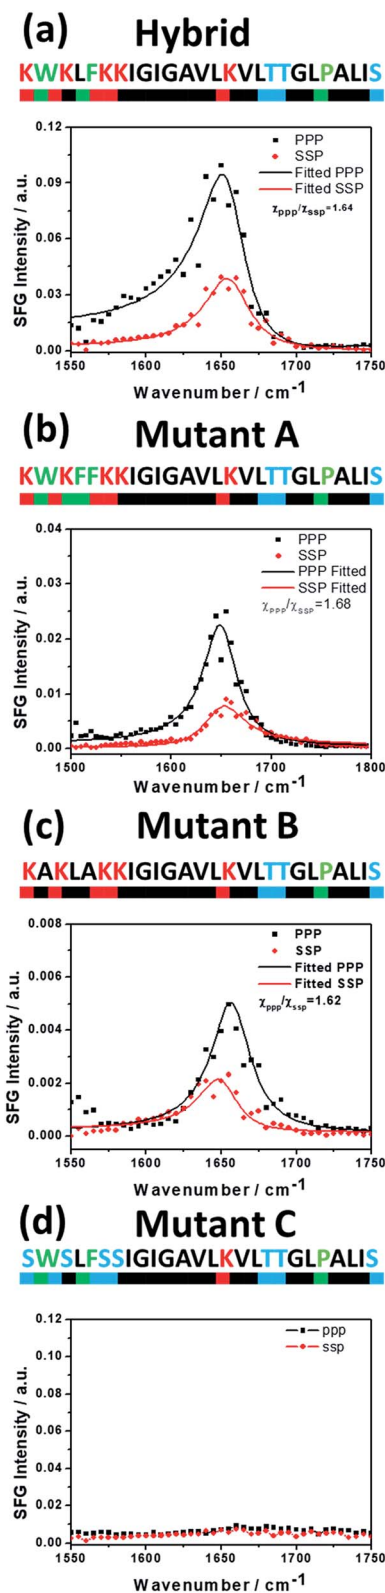 (a) Hybrid
KWKLFKKIGIGAVLKVLTTGLPALIS
0.12
0.09
0.06
0.03
0.00
SFG Intensity / a.u.
PPP
SSP
Fitted PPP
Fitted SSP
χppp/χssp=1.64
1550 1600 1650 1700 1750
Wavenumber / cm-1
(b) Mutant A
KWKFFKKIGIGAVLKVLTTGLPALIS
0.04
0.03
0.02
0.01
0.00
SFG Intensity / a.u.
PPP
SSP
PPP Fitted
SSP Fitted
χPPP/χSSP=1.68
1500 1600 1700 1800
Wavenumber / cm-1
(c) Mutant B
KAKLAKKIGIGAVLKVLTTGLPALIS
0.008
0.006
0.004
0.002
0.000
SFG Intensity / a.u.
PPP
SSP
Fitted PPP
Fitted SSP
χppp/χssp=1.62
1550 1600 1650 1700 1750
Wavenumber / cm-1
(d) Mutant C
SWSLFSSIGIGAVLKVLTTGLPALIS
0.12
0.10
0.08
0.06
0.04
0.02
0.00
SFG Intensity / a.u.
ppp
ssp
1550 1600 1650 1700 1750
Wavenumber / cm-1